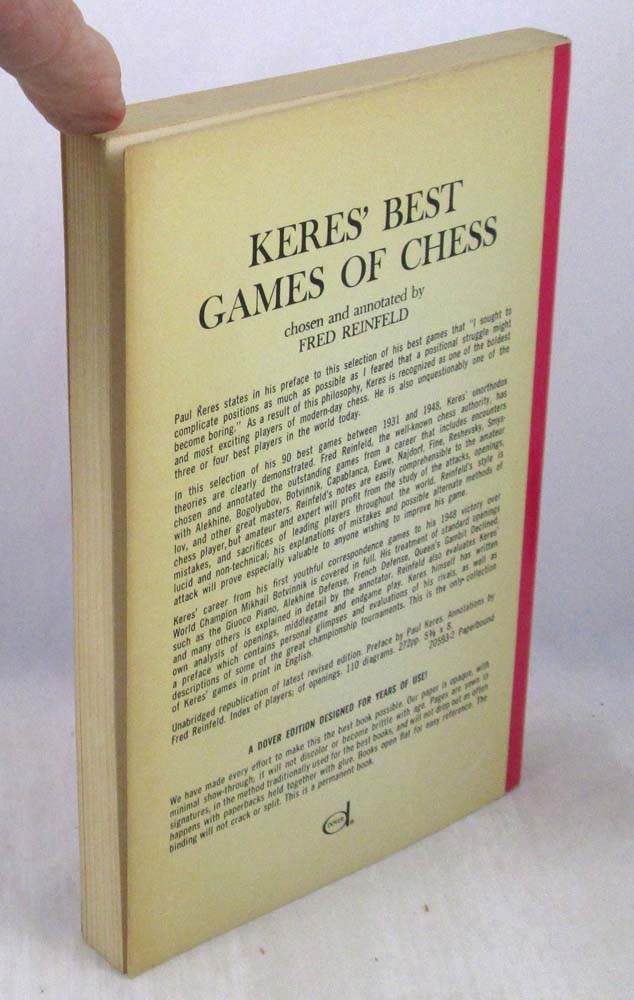 KERES' BEST
GAMES OF CHESS
chosen and annotated by
FRED REINFELD
Paul Keres states in his preface to this selection of his best games that "I sought to
complicate positions as much as possible as I feared that a positional struggle might
become boring." As a result of this philosophy, Keres is recognized as one of the boldest
and most exciting players of modern-day chess. He is also unquestionably one of the
three or four best players in the world today.
In this selection of his 90 best games between 1931 and 1948, Keres' unorthodox
theories are clearly demonstrated. Fred Reinfeld, the well-known chess authority, has
chosen and annotated the outstanding games from a career that includes encounters
with Alekhine, Bogolyubov, Botvinnik, Capablanca, Euwe, Najdorf, Fine, Reshevsky, Smys-
lov, and other great masters. Reinfeld's notes are easily comprehensible to the amateur
chess player, but amateur and expert will profit from the study of the attacks, openings,
mistakes, and sacrifices of leading players throughout the world. Reinfeld's style is
lucid and non-technical; his explanations of mistakes and possible alternate methods of
attack will prove especially valuable to anyone wishing to improve his game.
Keres' career from his first youthful correspondence games to his 1948 victory over
World Champion Mikhail Botvinnik is covered in full. His treatment of standard openings
such as the Giuoco Piano, Alekhine Defense, French Defense, Queen's Gambit Declined,
and many others is explained in detail by the annotator. Reinfeld also evaluates Keres'
own analysis of openings, middlegame and endgame play. Keres himself has written
a preface which contains personal glimpses and evaluations of his rivals, as well as
descriptions of some of the great championship tournaments. This is the only collection
of Keres' games in print in English.
Unabridged republication of latest revised edition. Preface by Paul Keres. Annotations by
Fred Reinfeld. Index of players; of openings. 110 diagrams. 272pp. 5⅜ x 8.
20593-2 Paperbound
A DOVER EDITION DESIGNED FOR YEARS OF USE!
We have made every effort to make this the best book possible. Our paper is opaque, with
minimal show-through; it will not discolor or become brittle with age. Pages are sewn in
signatures, in the method traditionally used for the best books, and will not drop out as often
happens with paperbacks held together with glue. Books open flat for easy reference. The
binding will not crack or split. This is a permanent book.
DOVER